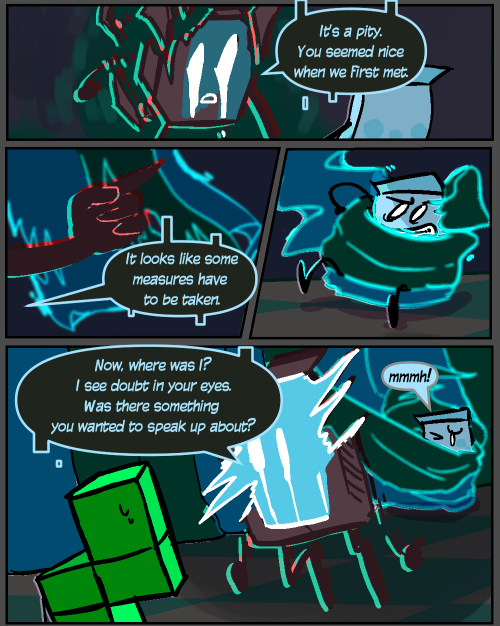 It's a pity.
You seemed nice
when we first met.
It looks like some
measures have
to be taken.
Now, where was I?
I see doubt in your eyes.
Was there something
you wanted to speak up about?
mmmh!